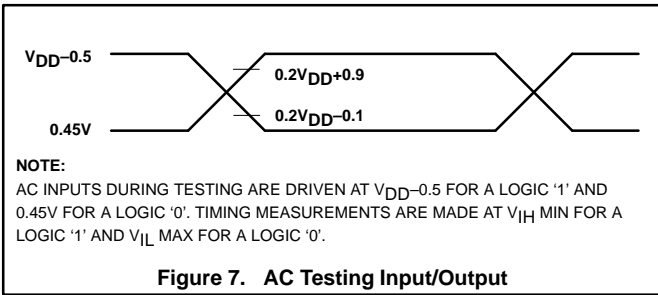 VDD–0.5
0.2VDD+0.9
0.2VDD–0.1
0.45V
NOTE:
AC INPUTS DURING TESTING ARE DRIVEN AT VDD–0.5 FOR A LOGIC ‘1’ AND
0.45V FOR A LOGIC ‘0’. TIMING MEASUREMENTS ARE MADE AT VIH MIN FOR A
LOGIC ‘1’ AND VIL MAX FOR A LOGIC ‘0’.
Figure 7. AC Testing Input/Output